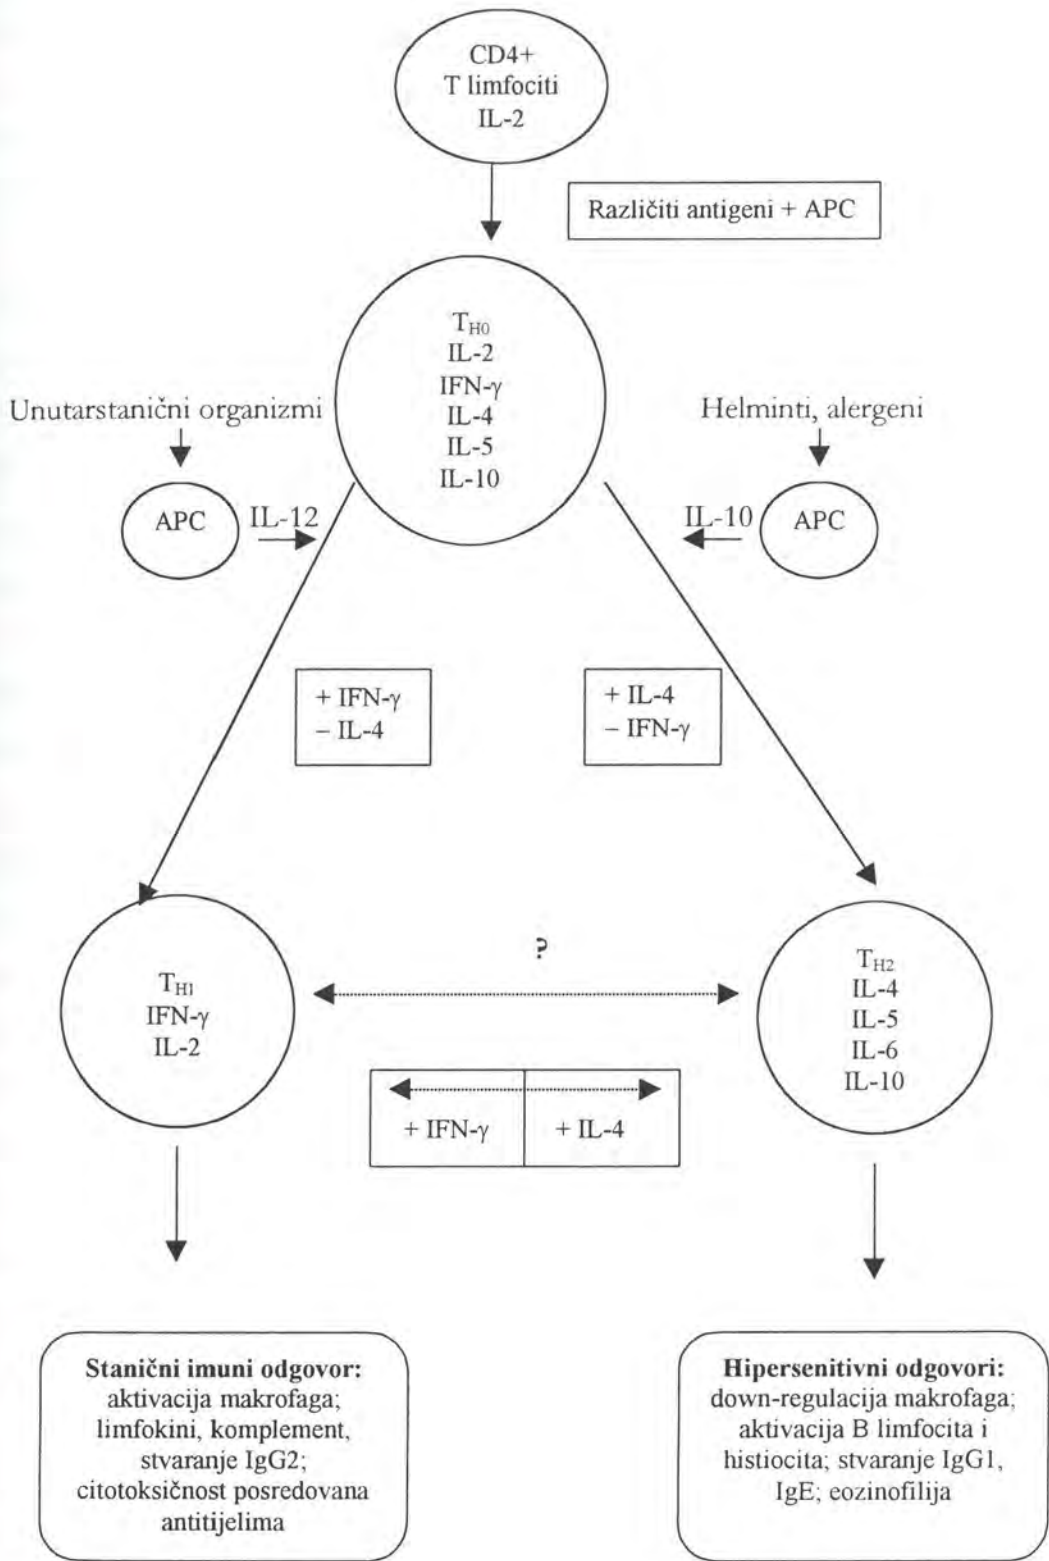 CD4+
T limfociti
IL-2
Različiti antigeni + APC
T_H0
IL-2
IFN-γ
IL-4
IL-5
IL-10
Unutarstanični organizmi
Helminti, alergeni
APC
IL-12
IL-10
APC
+ IFN-γ
– IL-4
+ IL-4
– IFN-γ
?
T_H1
IFN-γ
IL-2
T_H2
IL-4
IL-5
IL-6
IL-10
+ IFN-γ
+ IL-4
Stanični imuni odgovor:
aktivacija makrofaga;
limfokini, komplement,
stvaranje IgG2;
citotoksičnost posredovana
antitijelima
Hipersenitivni odgovori:
down-regulacija makrofaga;
aktivacija B limfocita i
histiocita; stvaranje IgG1,
IgE; eozinofilija